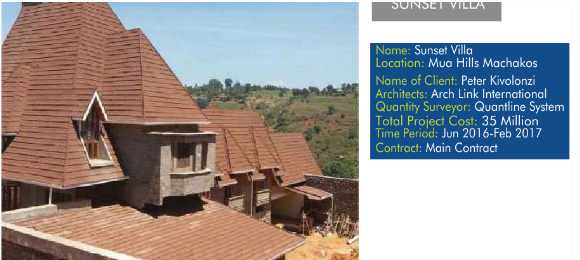 SUNSET VILLA
Name: Sunset Villa
Location: Mua Hills Machakos
Name of Client: Peter Kivolonzi
Architects: Arch Link International
Quantity Surveyor: Quantline System
Total Project Cost: 35 Million
Time Period: Jun 2016-Feb 2017
Contract: Main Contract